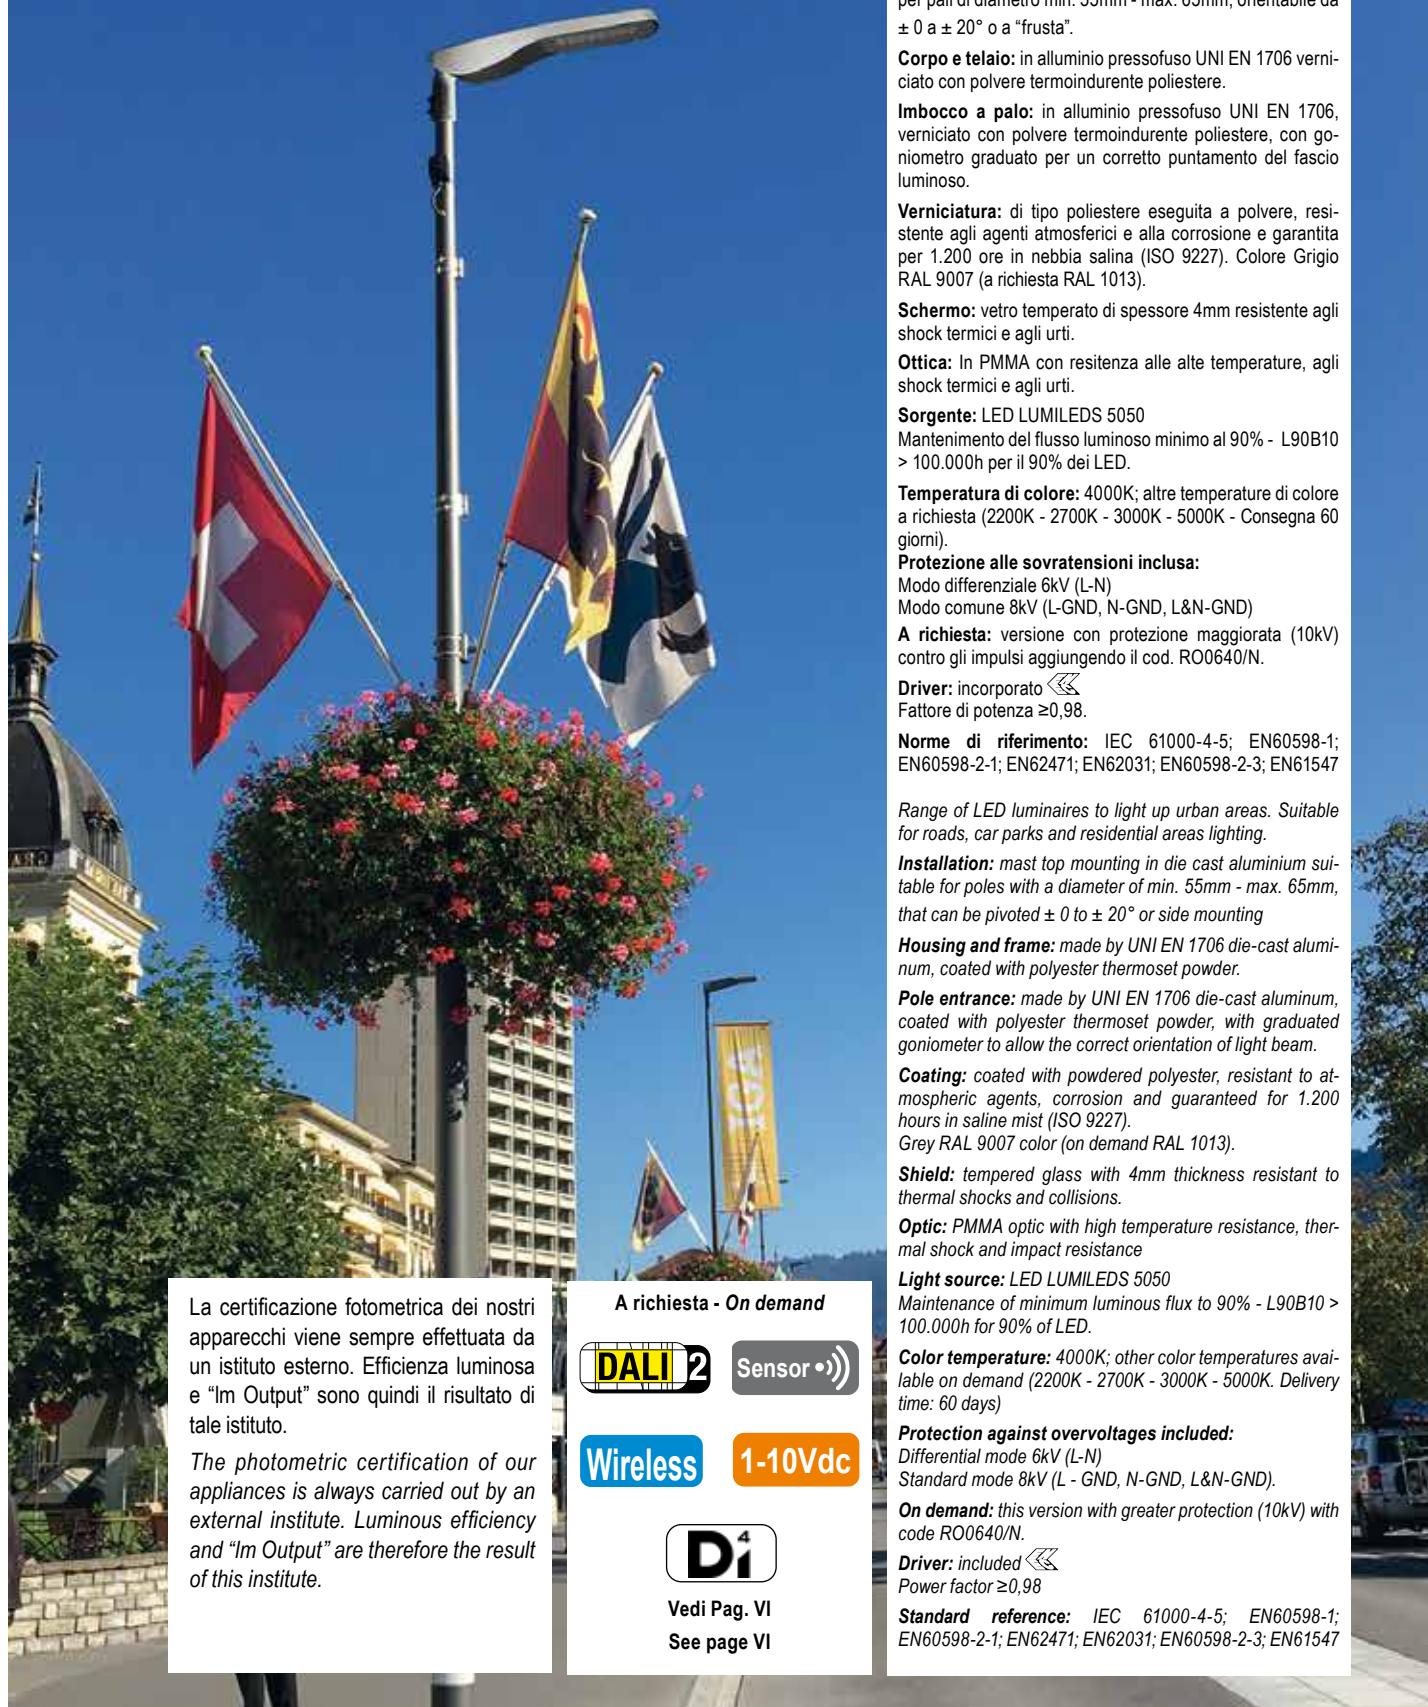 per pali di diametro min. 55mm - max. 65mm, orientabile da
± 0 a ± 20° o a “frusta”.
Corpo e telaio: in alluminio pressofuso UNI EN 1706 verni-
ciato con polvere termoindurente poliestere.
Imbocco a palo: in alluminio pressofuso UNI EN 1706,
verniciato con polvere termoindurente poliestere, con go-
niometro graduato per un corretto puntamento del fascio
luminoso.
Verniciatura: di tipo poliestere eseguita a polvere, resi-
stente agli agenti atmosferici e alla corrosione e garantita
per 1.200 ore in nebbia salina (ISO 9227). Colore Grigio
RAL 9007 (a richiesta RAL 1013).
Schermo: vetro temperato di spessore 4mm resistente agli
shock termici e agli urti.
Ottica: In PMMA con resitenza alle alte temperature, agli
shock termici e agli urti.
Sorgente: LED LUMILEDS 5050
Mantenimento del flusso luminoso minimo al 90% - L90B10
> 100.000h per il 90% dei LED.
Temperatura di colore: 4000K; altre temperature di colore
a richiesta (2200K - 2700K - 3000K - 5000K - Consegna 60
giorni).
Protezione alle sovratensioni inclusa:
Modo differenziale 6kV (L-N)
Modo comune 8kV (L-GND, N-GND, L&N-GND)
A richiesta: versione con protezione maggiorata (10kV)
contro gli impulsi aggiungendo il cod. RO0640/N.
Driver: incorporato
Fattore di potenza ≥0,98.
Norme di riferimento: IEC 61000-4-5; EN60598-1;
EN60598-2-1; EN62471; EN62031; EN60598-2-3; EN61547
Range of LED luminaires to light up urban areas. Suitable
for roads, car parks and residential areas lighting.
Installation: mast top mounting in die cast aluminium sui-
table for poles with a diameter of min. 55mm - max. 65mm,
that can be pivoted ± 0 to ± 20° or side mounting
Housing and frame: made by UNI EN 1706 die-cast alumi-
num, coated with polyester thermoset powder.
Pole entrance: made by UNI EN 1706 die-cast aluminum,
coated with polyester thermoset powder, with graduated
goniometer to allow the correct orientation of light beam.
Coating: coated with powdered polyester, resistant to at-
mospheric agents, corrosion and guaranteed for 1.200
hours in saline mist (ISO 9227).
Grey RAL 9007 color (on demand RAL 1013).
Shield: tempered glass with 4mm thickness resistant to
thermal shocks and collisions.
Optic: PMMA optic with high temperature resistance, ther-
mal shock and impact resistance
Light source: LED LUMILEDS 5050
Maintenance of minimum luminous flux to 90% - L90B10 >
100.000h for 90% of LED.
Color temperature: 4000K; other color temperatures avai-
lable on demand (2200K - 2700K - 3000K - 5000K. Delivery
time: 60 days)
Protection against overvoltages included:
Differential mode 6kV (L-N)
Standard mode 8kV (L - GND, N-GND, L&N-GND).
On demand: this version with greater protection (10kV) with
code RO0640/N.
Driver: included
Power factor ≥0,98
Standard reference: IEC 61000-4-5; EN60598-1;
EN60598-2-1; EN62471; EN62031; EN60598-2-3; EN61547
La certificazione fotometrica dei nostri
apparecchi viene sempre effettuata da
un istituto esterno. Efficienza luminosa
e “lm Output” sono quindi il risultato di
tale istituto.
The photometric certification of our
appliances is always carried out by an
external institute. Luminous efficiency
and “lm Output” are therefore the result
of this institute.
A richiesta - On demand
DALI 2
Sensor
Wireless
1-10Vdc
D4i
Vedi Pag. VI
See page VI